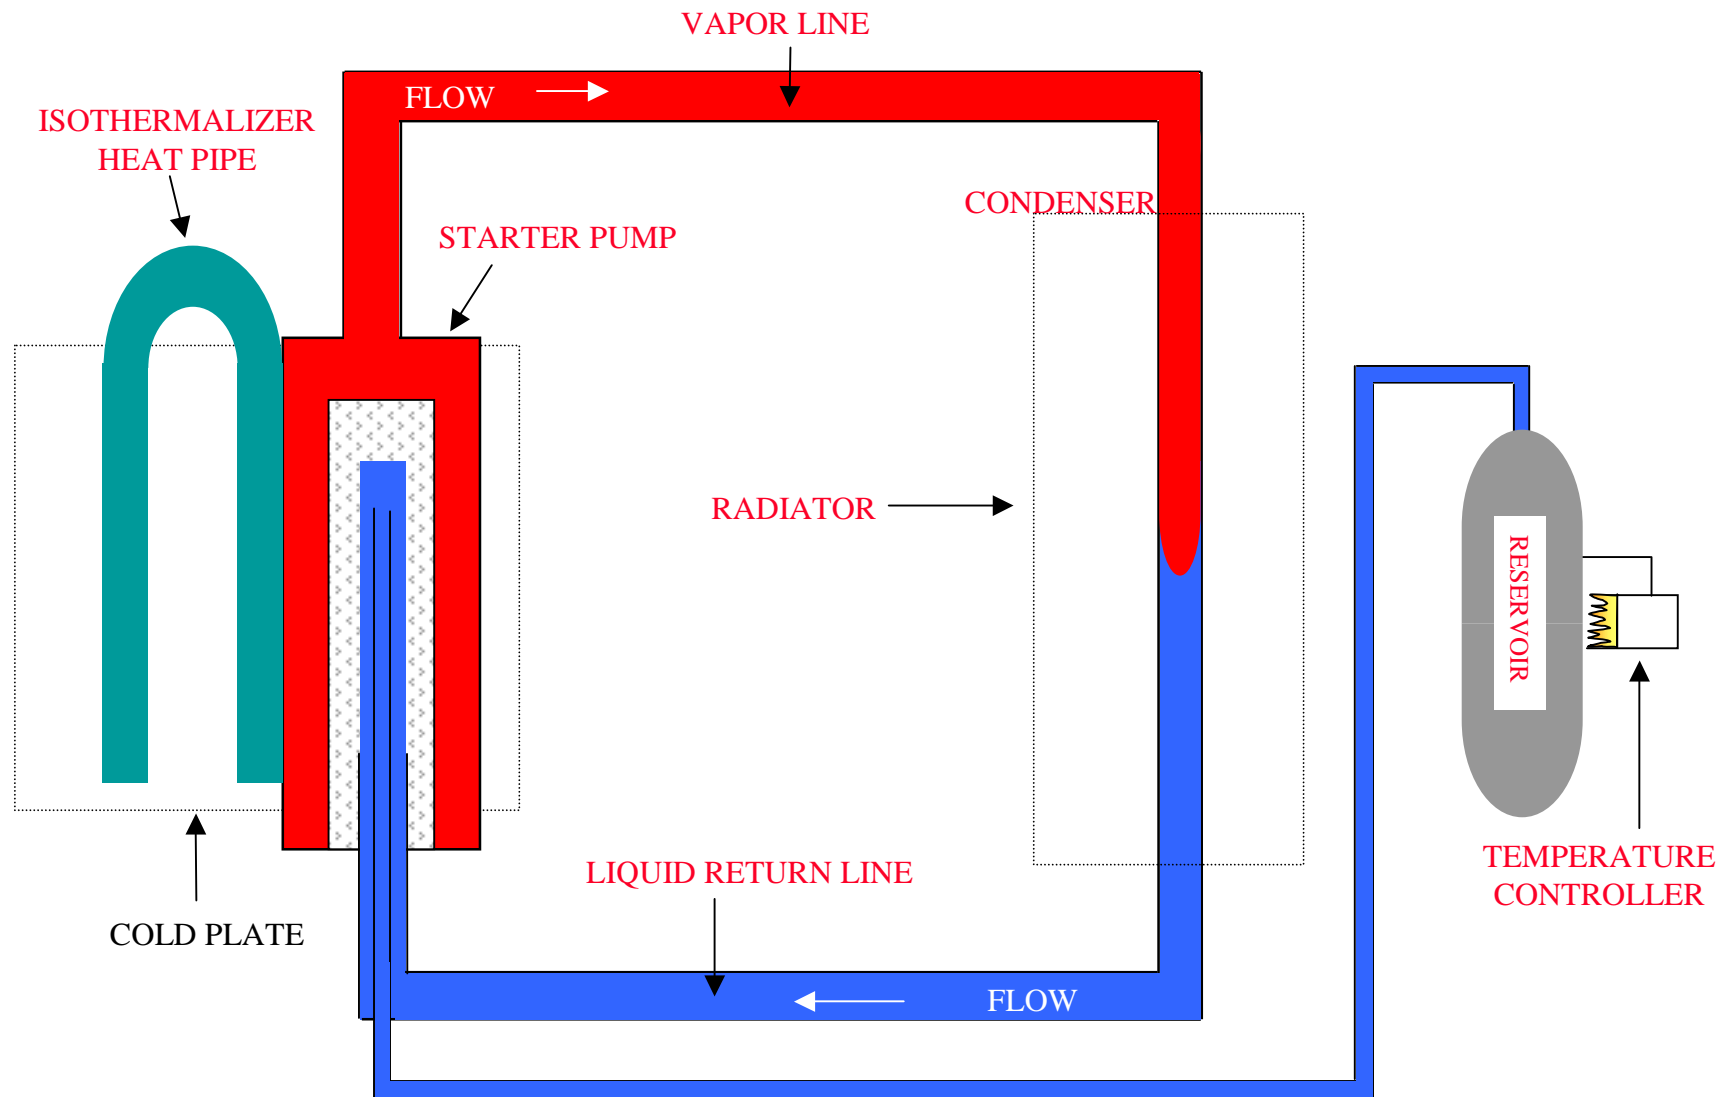 VAPOR LINE
FLOW
ISOTHERMALIZER
HEAT PIPE
CONDENSER
STARTER PUMP
RADIATOR
RESERVOIR
TEMPERATURE
CONTROLLER
LIQUID RETURN LINE
COLD PLATE
FLOW